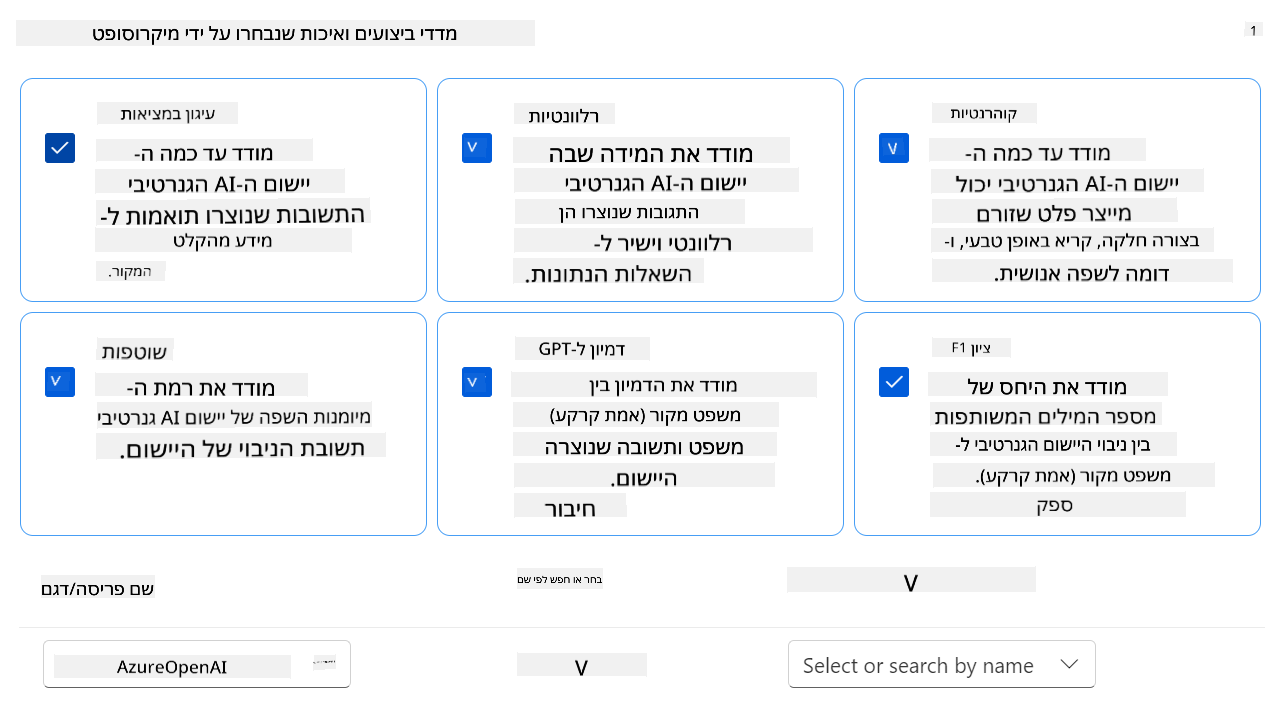 מדדי ביצועים ואיכות שנבחרו על ידי מיקרוסופט
1
עיגון במציאות
מודד עד כמה ה-
יישום ה-AI הגנרטיבי
התשובות שנוצרו תואמות ל-
מידע מהקלט
המקור.
רלוונטיות
מודד את המידה שבה
יישום ה-AI הגנרטיבי
התגובות שנוצרו הן
רלוונטי וישיר ל-
השאלות הנתונות.
קוהרנטיות
מודד עד כמה ה-
יישום ה-AI הגנרטיבי יכול
מייצר פלט שזורם
בצורה חלקה, קריא באופן טבעי, ו-
דומה לשפה אנושית.
שוטפות
מודד את רמת ה-
מיומנות השפה של יישום AI גנרטיבי
תשובת הניבוי של היישום.
דמיון ל-GPT
מודד את הדמיון בין
משפט מקור (אמת קרקע)
משפט ותשובה שנוצרה
היישום.
חיבור
ציון F1
מודד את היחס של
מספר המילים המשותפות
בין ניבוי היישום הגנרטיבי ל-
משפט מקור (אמת קרקע).
ספק
שם פריסה/דגם
בחר או חפש לפי שם
V
AzureOpenAI
V
Select or search by name